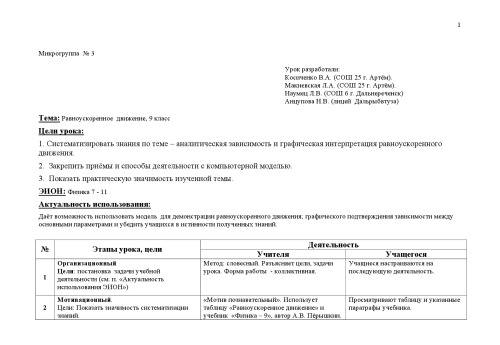 1
Микрогруппа № 3
Урок разработали:
Косиченко В.А. (СОШ 25 г. Артём).
Макиевская Л.А. (СОШ 25 г. Артём).
Наумец Л.В. (СОШ 6 г. Дальнереченск)
Анцупова Н.В. (лицей Дальрыбвтуза)
Тема: Равноускоренное движение, 9 класс
Цели урока:
1. Систематизировать знания по теме – аналитическая зависимость и графическая интерпретация равноускоренного
движения.
2. Закрепить приёмы и способы деятельности с компьютерной моделью.
3. Показать практическую значимость изученной темы.
ЭИОН: Физика 7 - 11
Актуальность использования:
Даёт возможность использовать модель для демонстрации равноускоренного движения; графического подтверждения зависимости между
основными параметрами и убедить учащихся в истинности полученных знаний.
№ Этапы урока, цели Деятельность
Учителя Учащегося
1 Организационный
Цели: постановка задачи учебной
деятельности (см. п. «Актуальность
использования ЭИОН»)
Метод: словесный. Разъясняет цели, задачи
урока. Форма работы - коллективная.
Учащиеся настраиваются на
последующую деятельность.
2 Мотивационный.
Цели: Показать значимость систематизации
знаний.
«Мотив познавательный». Использует
таблицу «Равноускоренное движение» и
учебник «Физика – 9», автор А.В. Пёрышкин.
Просматривают таблицу и указанные
параграфы учебника.